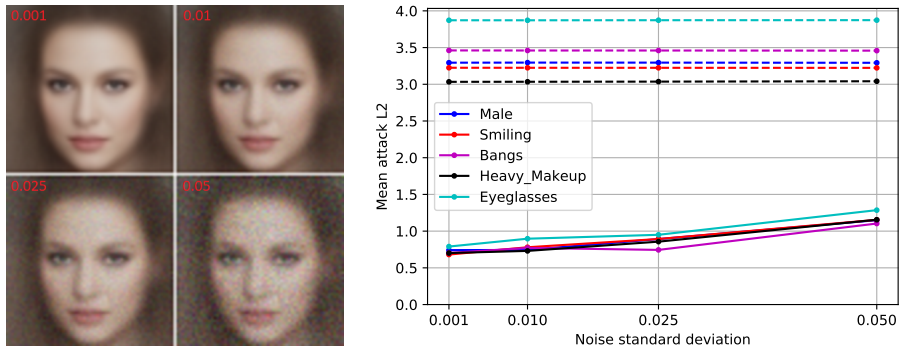 0.001
0.01
0.025
0.05
4.0
3.5
3.0
2.5
2.0
1.5
1.0
0.5
0.0
Mean attack L2
Male
Smiling
Bangs
Heavy_Makeup
Eyeglasses
0.001 0.010 0.025 0.050
Noise standard deviation